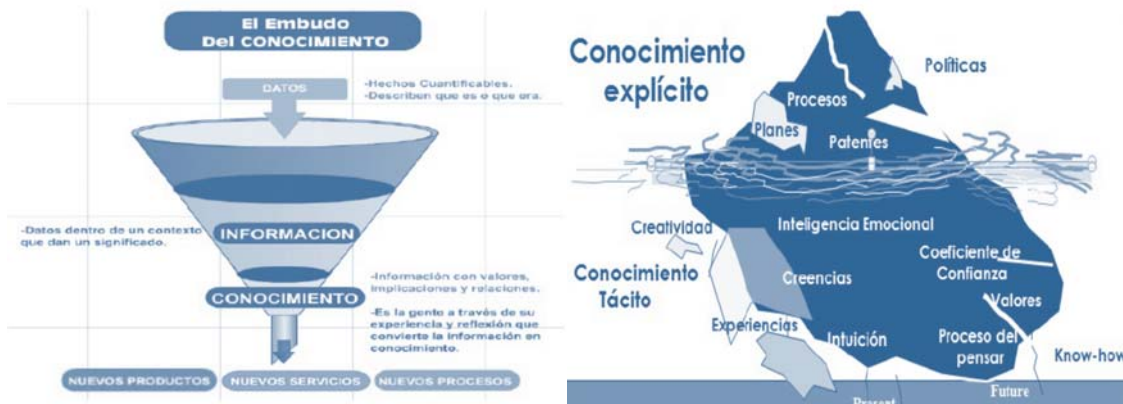 El Embudo
Del CONOCIMIENTO
DATOS
-Hechos Cuantificables.
-Describen que es o que era.
INFORMACION
-Datos dentro de un contexto
que dan un significado.
CONOCIMIENTO
-Información con valores,
implicaciones y relaciones.
-Es la gente a través de su
experiencia y reflexión que
convierte la información en
conocimiento.
NUEVOS PRODUCTOS
NUEVOS SERVICIOS
NUEVOS PROCESOS
Conocimiento
explícito
Políticas
Procesos
Planes
Patentes
Inteligencia Emocional
Creatividad
Coeficiente de
Confianza
Conocimiento
Tácito
Creencias
Valores
Experiencias
Intuición
Proceso del
pensar
Know-how
Future
Present